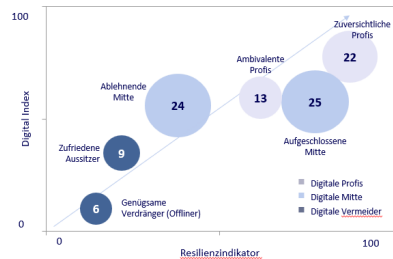 100
Digital Index
0
Zuversichtliche
Profis
22
Ambivalente
Profis
13
Ablehnende
Mitte
24
25
Aufgeschlossene
Mitte
Zufriedene
Aussitzer
9
6
Genügsame
Verdränger (Offliner)
Digitale Profis
Digitale Mitte
Digitale Vermeider
0
100
Resilienzindikator